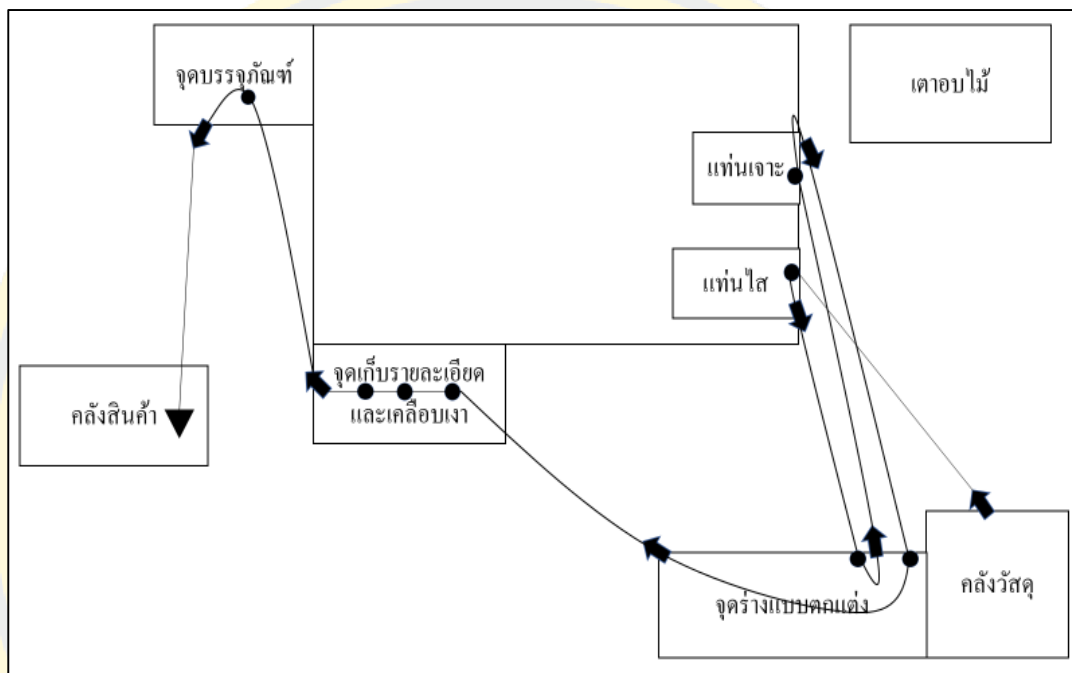 จุดบรรจุภัณฑ์
เตาอบไม้
แท่นเจาะ
แท่นไส
จุดเก็บรายละเอียด
และเคลือบเงา
คลังสินค้า
จุดร่างแบบตกแต่ง
คลังวัสดุ